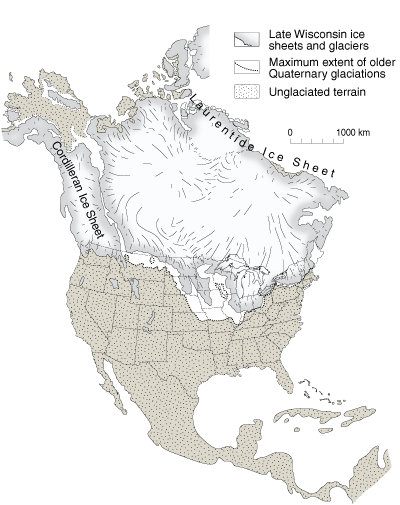 Late Wisconsin ice
sheets and glaciers
Maximum extent of older
Quaternary glaciations
Unglaciated terrain
0 1000 km
Laurentide Ice Sheet
Cordilleran Ice Sheet